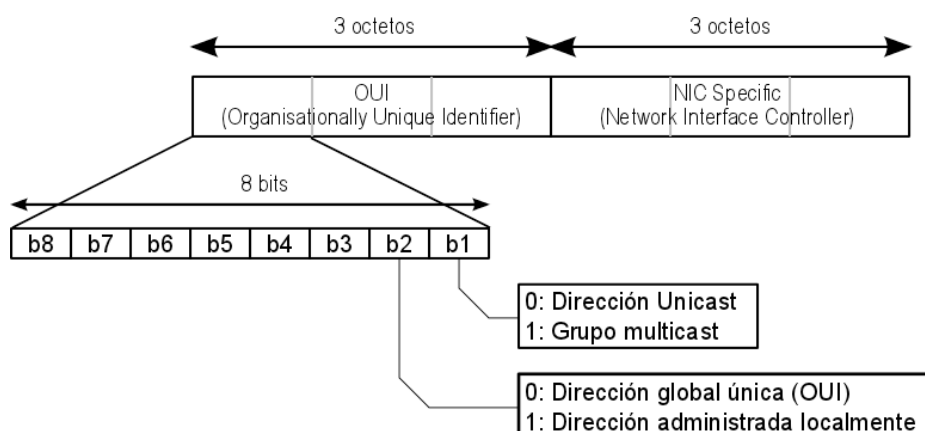 3 octetos
3 octetos
OUI
(Organisationally Unique Identifier)
NIC Specific
(Network Interface Controller)
8 bits
b8 b7 b6 b5 b4 b3 b2 b1
0: Dirección Unicast
1: Grupo multicast
0: Dirección global única (OUI)
1: Dirección administrada localmente